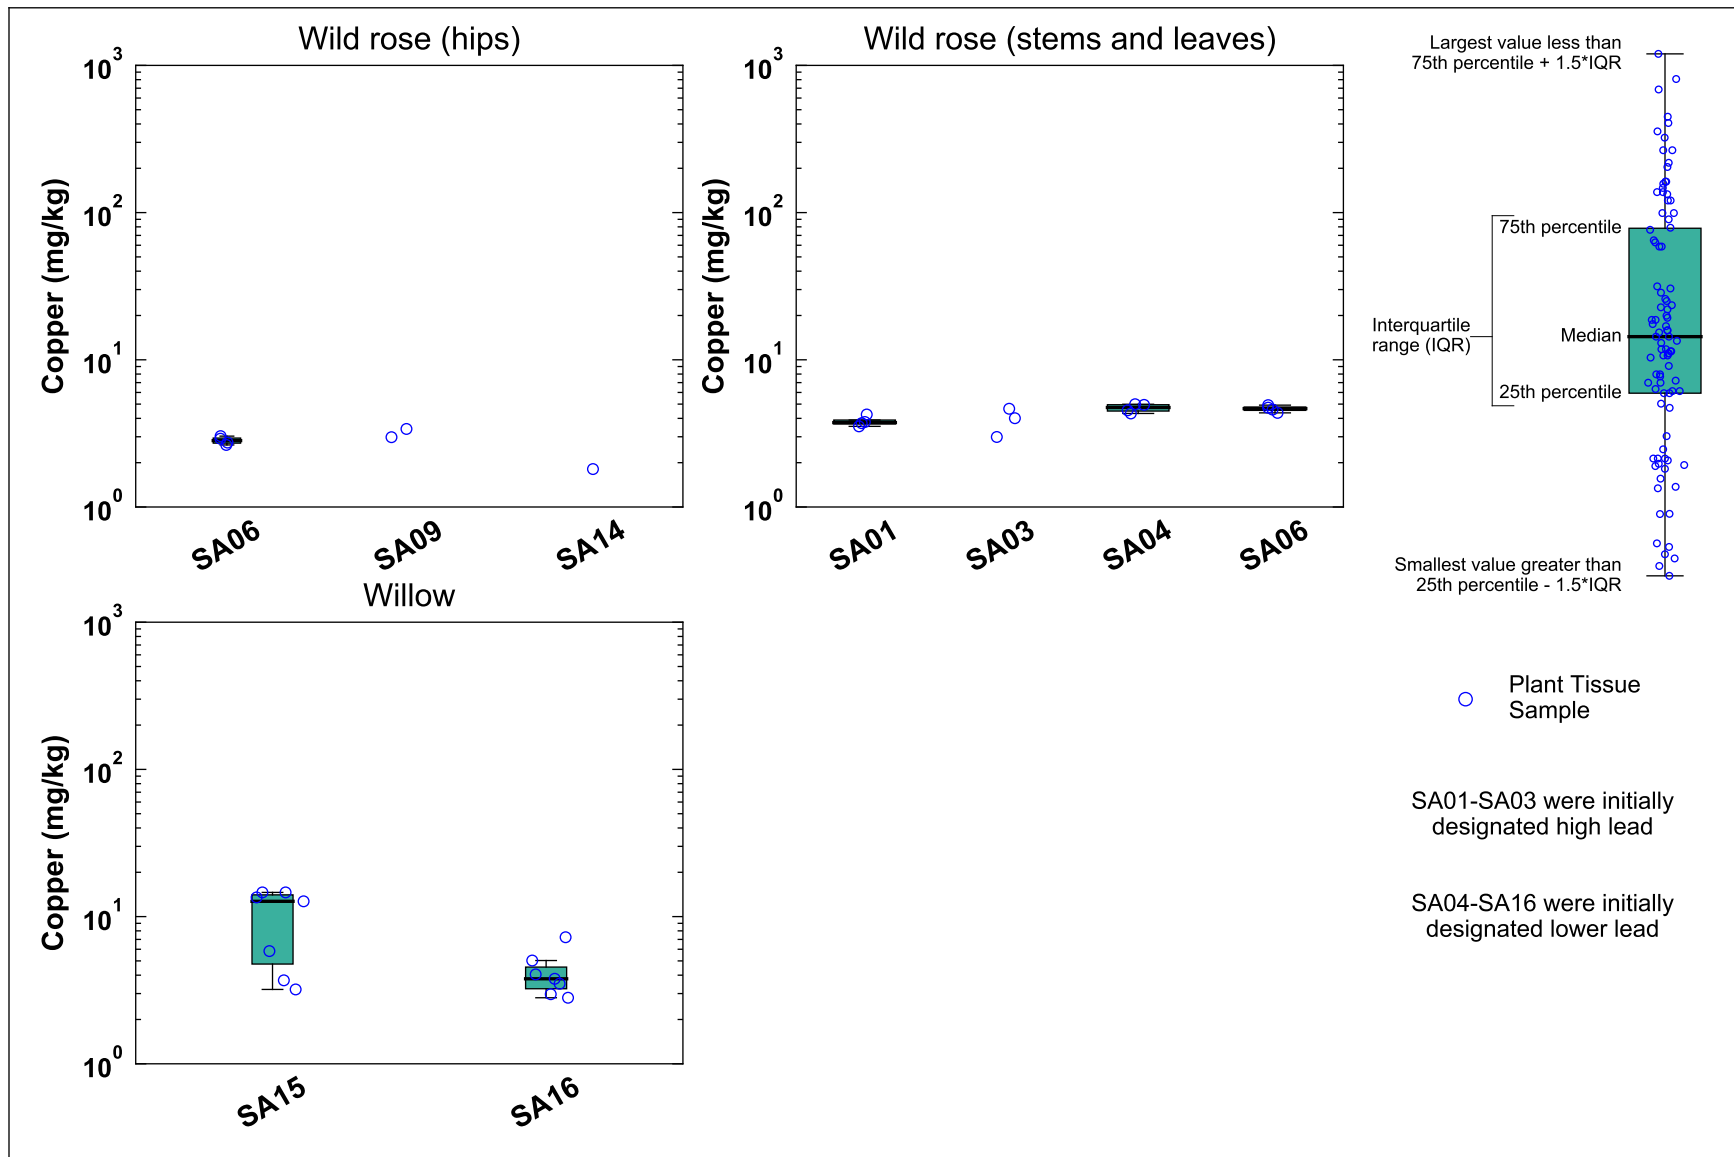 Wild rose (hips)
Copper (mg/kg)
10³
10²
10¹
10⁰
SA06
SA09
SA14
Wild rose (stems and leaves)
Copper (mg/kg)
10³
10²
10¹
10⁰
SA01
SA03
SA04
SA06
Willow
Copper (mg/kg)
10³
10²
10¹
10⁰
SA15
SA16
Largest value less than
75th percentile + 1.5*IQR
75th percentile
Interquartile
range (IQR)
Median
25th percentile
Smallest value greater than
25th percentile - 1.5*IQR
Plant Tissue
Sample
SA01-SA03 were initially
designated high lead
SA04-SA16 were initially
designated lower lead